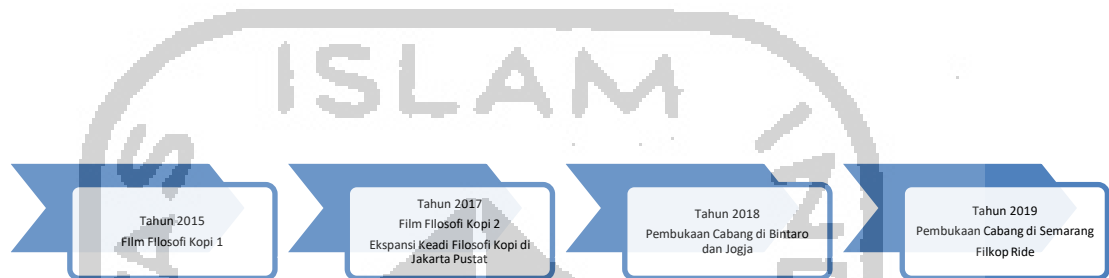 ISLAM
Tahun 2015
FIlm FIlosofi Kopi 1
Tahun 2017
Film FIlosofi Kopi 2
Ekspansi Keadi Filosofi Kopi di
Jakarta Pustat
Tahun 2018
Pembukaan Cabang di Bintaro
dan Jogja
Tahun 2019
Pembukaan Cabang di Semarang
Filkop Ride